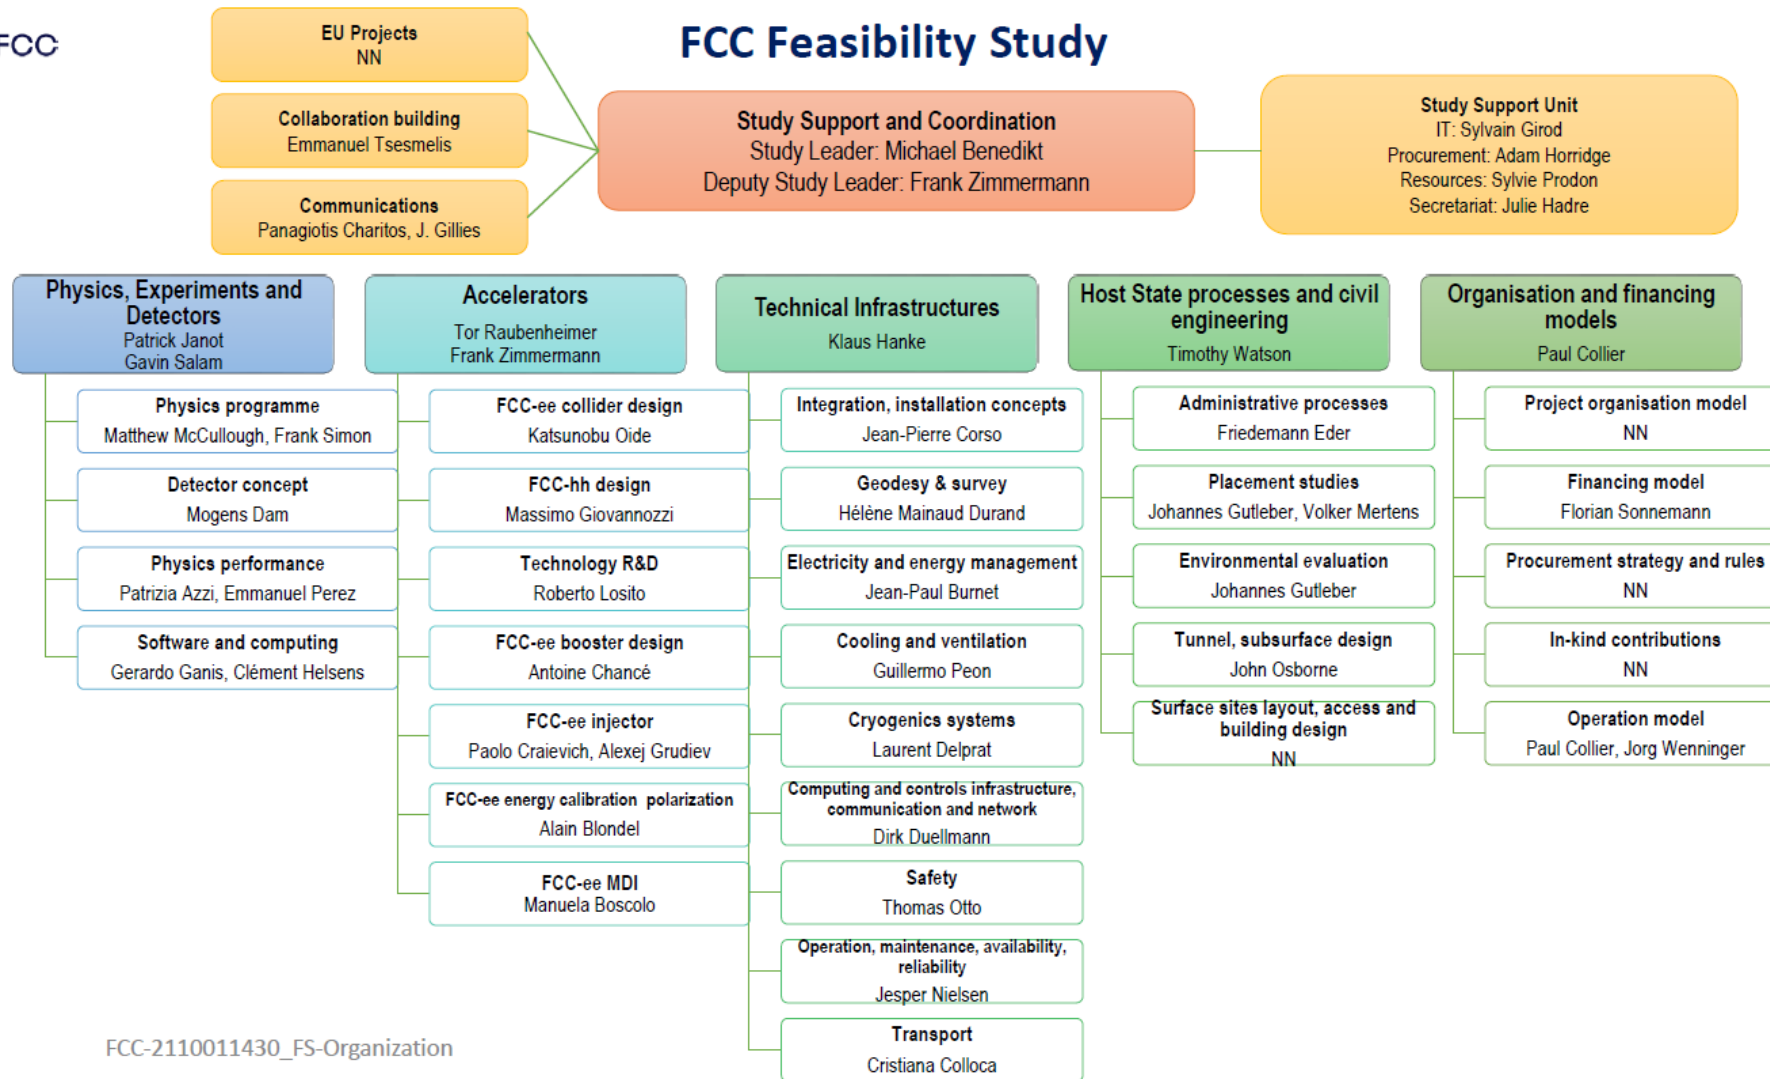 FCC
FCC Feasibility Study
EU Projects
NN
Collaboration building
Emmanuel Tsesmelis
Communications
Panagiotis Charitos, J. Gillies
Study Support and Coordination
Study Leader: Michael Benedikt
Deputy Study Leader: Frank Zimmermann
Study Support Unit
IT: Sylvain Girod
Procurement: Adam Horridge
Resources: Sylvie Prodon
Secretariat: Julie Hadre
Physics, Experiments and
Detectors
Patrick Janot
Gavin Salam
Physics programme
Matthew McCullough, Frank Simon
Detector concept
Mogens Dam
Physics performance
Patrizia Azzi, Emmanuel Perez
Software and computing
Gerardo Ganis, Clément Helsens
Accelerators
Tor Raubenheimer
Frank Zimmermann
FCC-ee collider design
Katsunobu Oide
FCC-hh design
Massimo Giovannozzi
Technology R&D
Roberto Losito
FCC-ee booster design
Antoine Chancé
FCC-ee injector
Paolo Craievich, Alexej Grudiev
FCC-ee energy calibration polarization
Alain Blondel
FCC-ee MDI
Manuela Boscolo
Technical Infrastructures
Klaus Hanke
Integration, installation concepts
Jean-Pierre Corso
Geodesy & survey
Hélène Mainaud Durand
Electricity and energy management
Jean-Paul Burnet
Cooling and ventilation
Guillermo Peon
Cryogenics systems
Laurent Delprat
Computing and controls infrastructure,
communication and network
Dirk Duellmann
Safety
Thomas Otto
Operation, maintenance, availability,
reliability
Jesper Nielsen
Transport
Cristiana Colloca
Host State processes and civil
engineering
Timothy Watson
Administrative processes
Friedemann Eder
Placement studies
Johannes Gutleber, Volker Mertens
Environmental evaluation
Johannes Gutleber
Tunnel, subsurface design
John Osborne
Surface sites layout, access and
building design
NN
Organisation and financing
models
Paul Collier
Project organisation model
NN
Financing model
Florian Sonnemann
Procurement strategy and rules
NN
In-kind contributions
NN
Operation model
Paul Collier, Jorg Wenninger
FCC-2110011430_FS-Organization